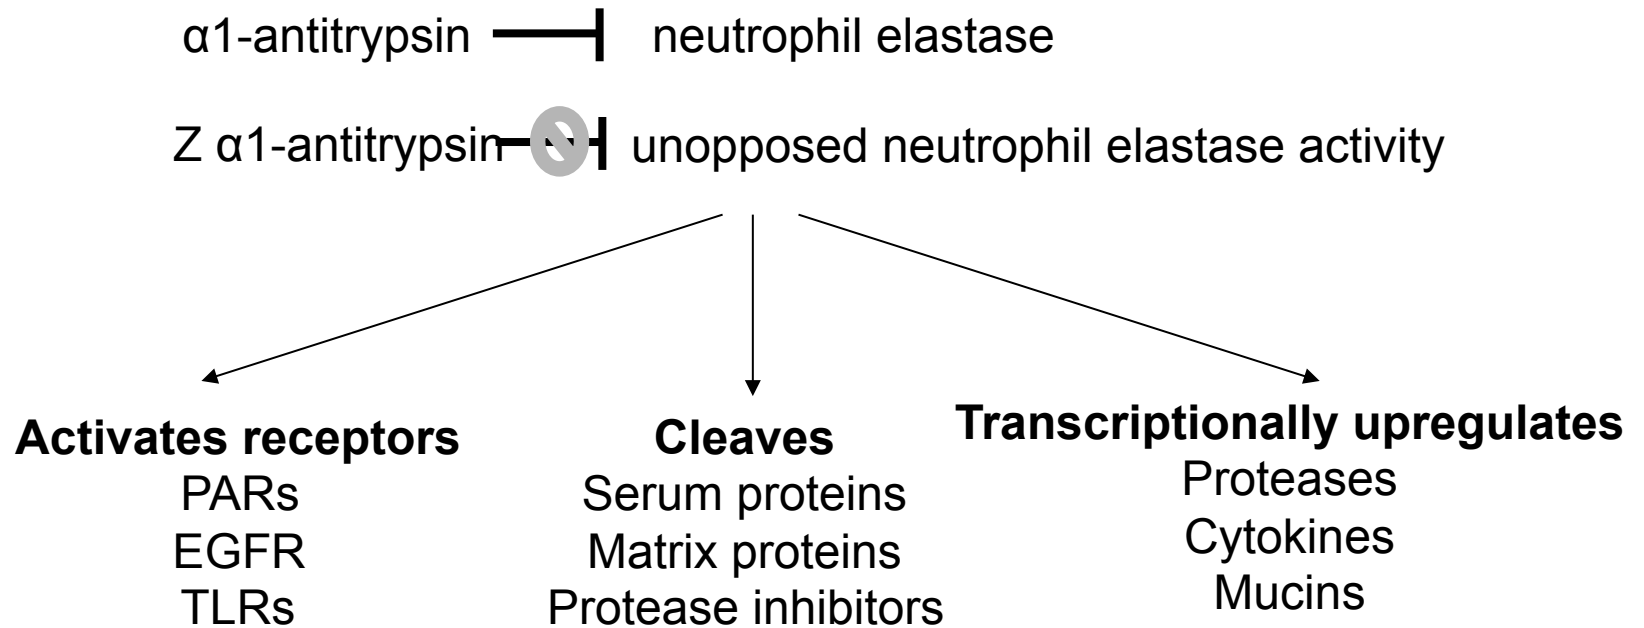 α1-antitrypsin neutrophil elastase
Z α1-antitrypsin unopposed neutrophil elastase activity
Activates receptors
PARs
EGFR
TLRs
Cleaves
Serum proteins
Matrix proteins
Protease inhibitors
Transcriptionally upregulates
Proteases
Cytokines
Mucins